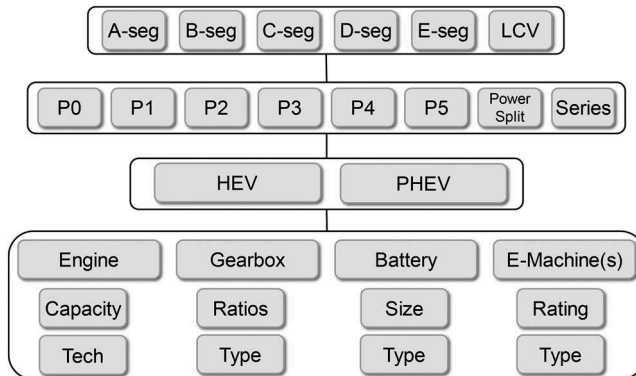 A-seg B-seg C-seg D-seg E-seg LCV
P0 P1 P2 P3 P4 P5 Power Split Series
HEV PHEV
Engine Gearbox Battery E-Machine(s)
Capacity Ratios Size Rating
Tech Type Type Type